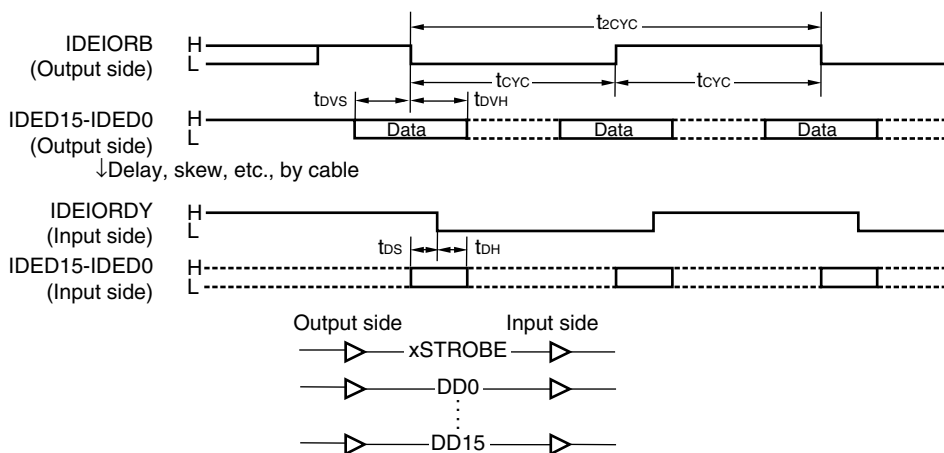 t2CYC
IDEIORB H
(Output side) L
tCYC tCYC
tDVS tDVH
IDED15-IDED0 H
Data Data Data
(Output side) L
↓Delay, skew, etc., by cable
IDEIORDY H
(Input side) L
tDS tDH
IDED15-IDED0 H
(Input side) L
Output side Input side
xSTROBE
DD0
DD15